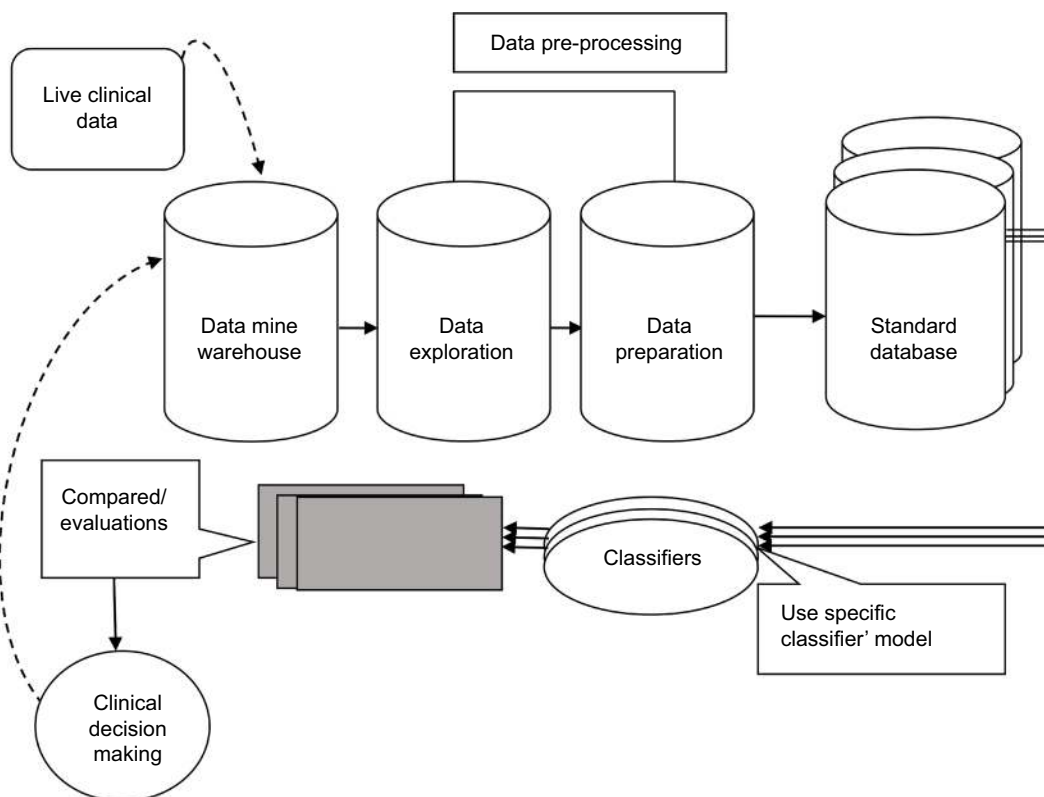 Data pre-processing
Live clinical
data
Data mine
warehouse
Data
exploration
Data
preparation
Standard
database
Compared/
evaluations
Classifiers
Use specific
classifier’ model
Clinical
decision
making